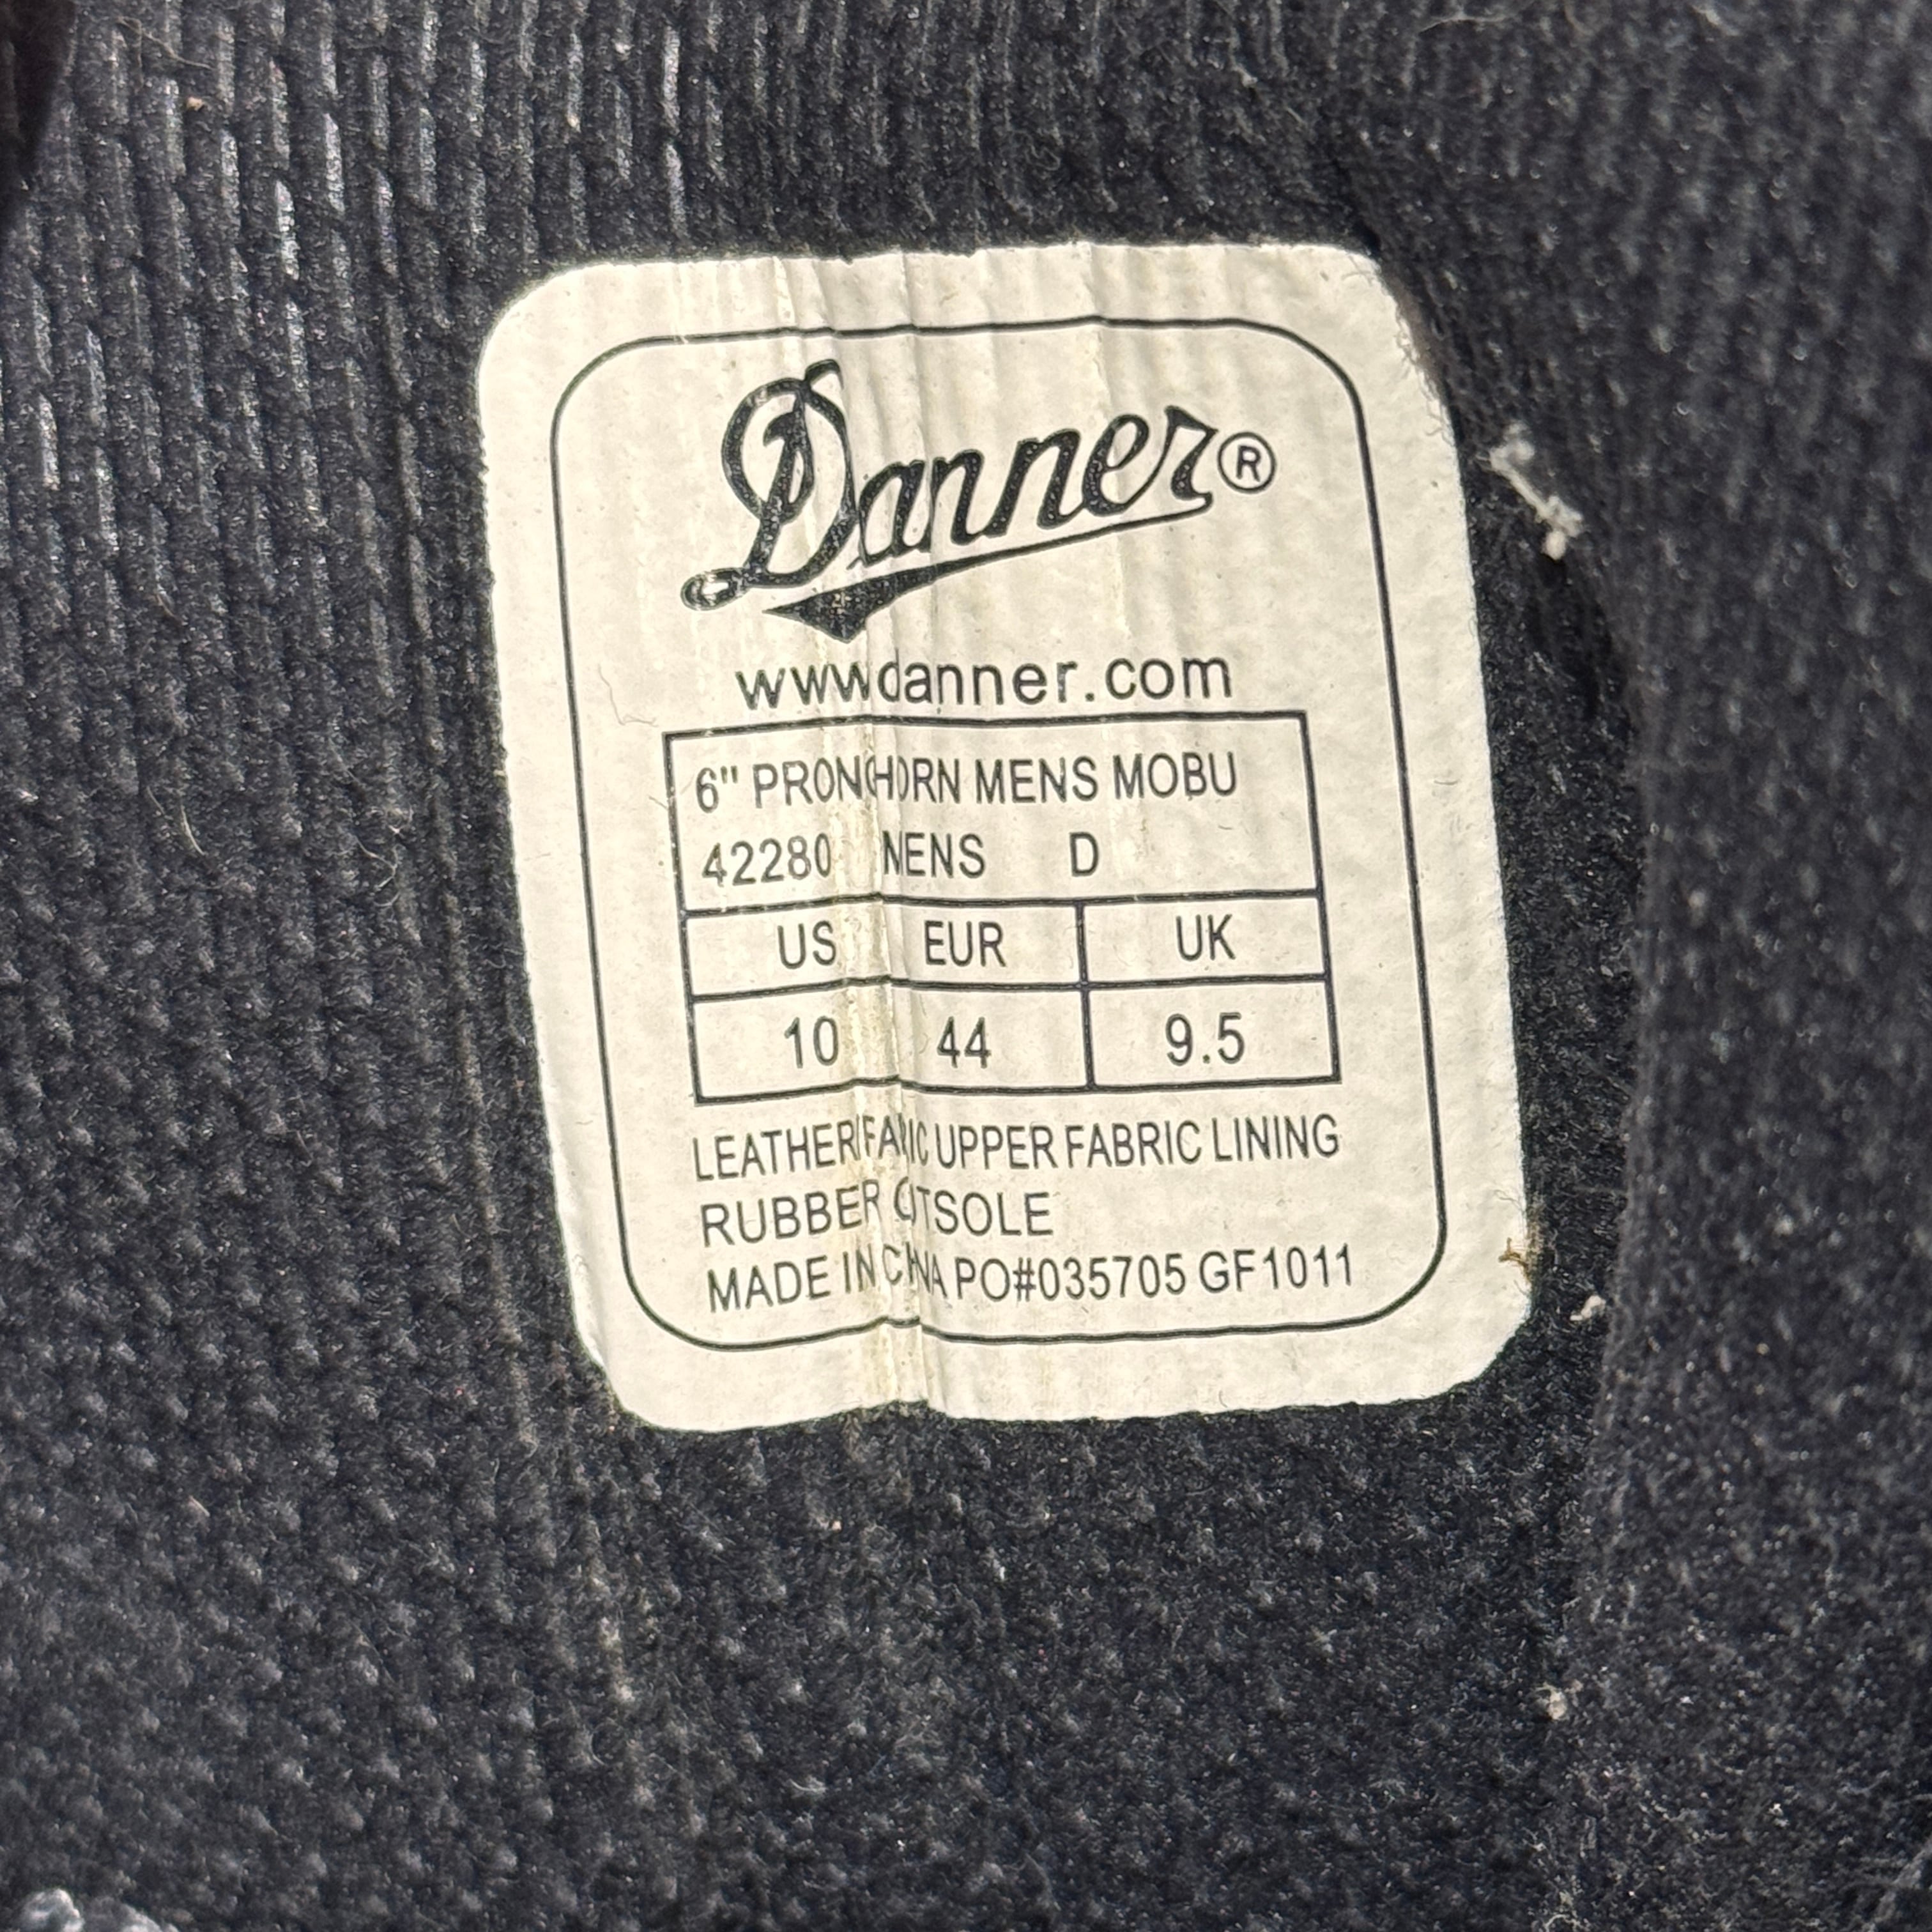 Danner®
www.danner.com
6" PRONGHORN MENS MOBU
42280 MENS D
US EUR UK
10 44 9.5
LEATHER/FABRIC UPPER FABRIC LINING
RUBBER OUTSOLE
MADE IN CHINA PO#035705 GF1011